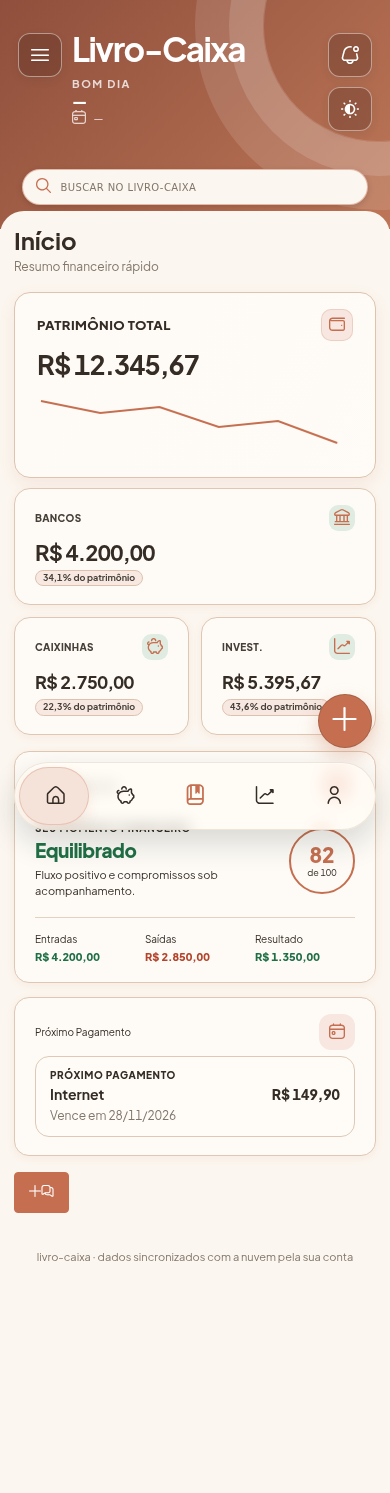 Livro-Caixa
BOM DIA
—
—
BUSCAR NO LIVRO-CAIXA
Início
Resumo financeiro rápido
PATRIMÔNIO TOTAL
R$ 12.345,67
BANCOS
R$ 4.200,00
34,1% do patrimônio
CAIXINHAS
INVEST.
R$ 2.750,00
R$ 5.395,67
22,3% do patrimônio
43,6% do patrimônio
SEU MOMENTO FINANCEIRO
Equilibrado
82
Fluxo positivo e compromissos sob
de 100
acompanhamento.
Entradas
Saídas
Resultado
R$ 4.200,00
R$ 2.850,00
R$ 1.350,00
Próximo Pagamento
PRÓXIMO PAGAMENTO
Internet
R$ 149,90
Vence em 28/11/2026
livro-caixa · dados sincronizados com a nuvem pela sua conta